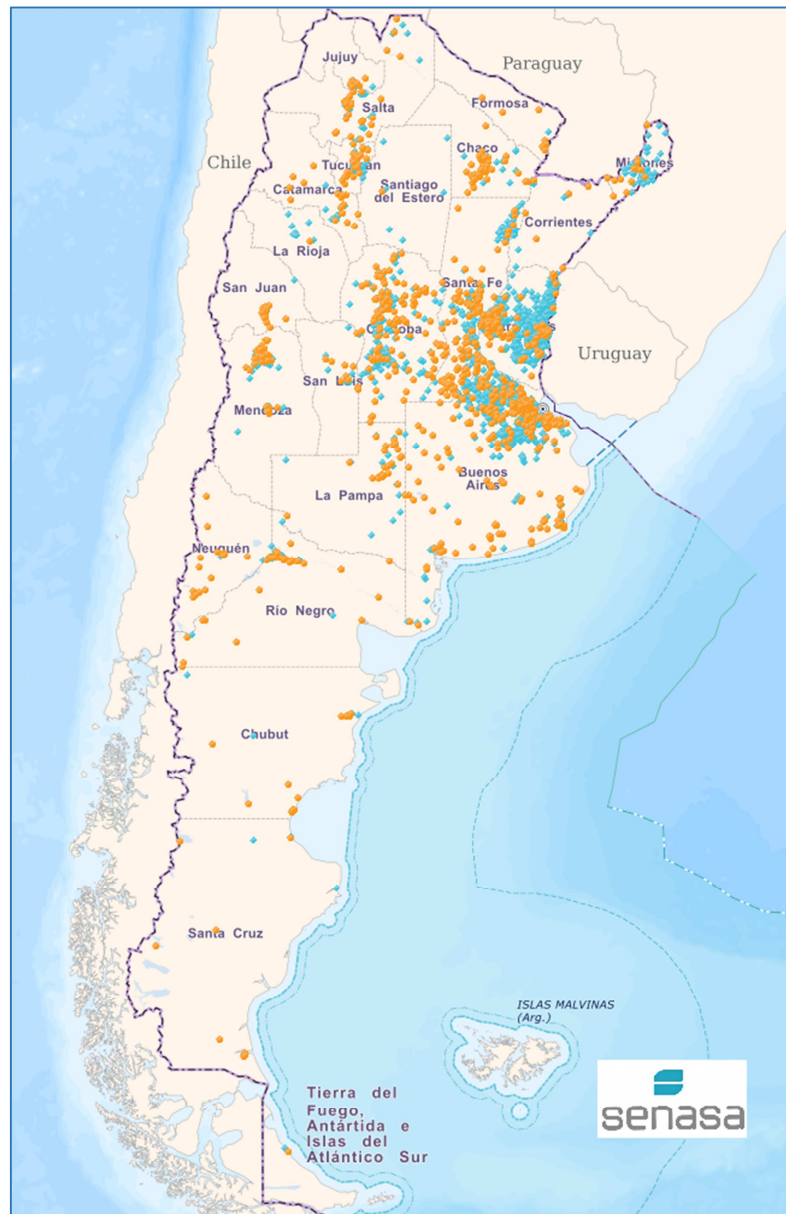 Jujuy
Paraguay
Salta
Formosa
Chile
Chaco
Misiones
Tucumán
Catamarca
Santiago
del Estero
Corrientes
La Rioja
San Juan
Santa Fe
Córdoba
Uruguay
San Luis
Mendoza
Buenos
Aires
La Pampa
Neuquén
Río Negro
Chubut
Santa Cruz
ISLAS MALVINAS
(Arg.)
Tierra del
Fuego,
Antártida e
Islas del
Atlántico Sur
senasa